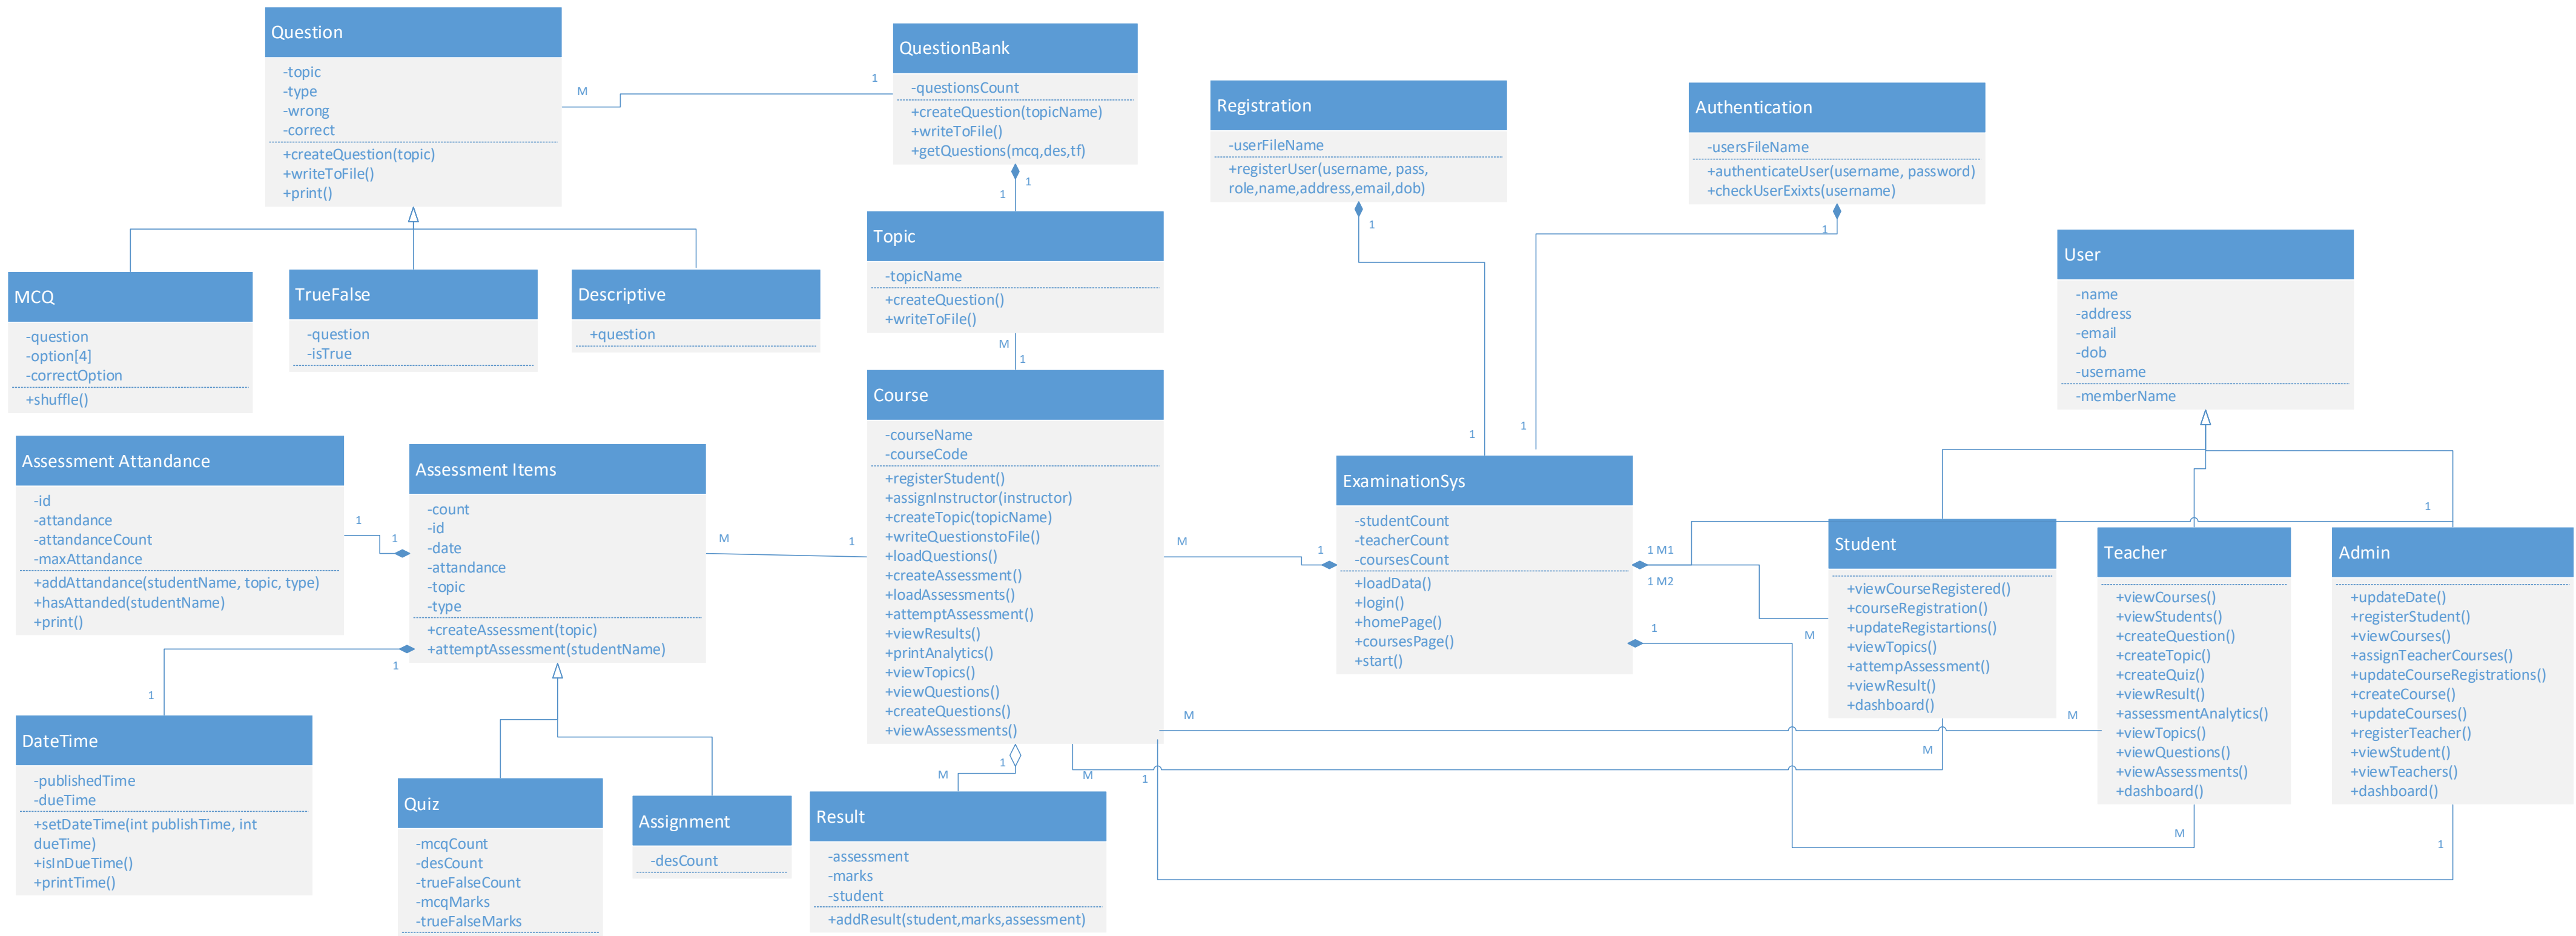 Question
-topic
-type
-wrong
-correct
+createQuestion(topic)
+writeToFile()
+print()
M
1
QuestionBank
-questionsCount
+createQuestion(topicName)
+writeToFile()
+getQuestions(mcq,des,tf)
1
1
Registration
-userFileName
+registerUser(username, pass,
role,name,address,email,dob)
1
1
Authentication
-usersFileName
+authenticateUser(username, password)
+checkUserExixts(username)
1
1
User
-name
-address
-email
-dob
-username
-memberName
MCQ
-question
-option[4]
-correctOption
+shuffle()
TrueFalse
-question
-isTrue
Descriptive
+question
Topic
-topicName
+createQuestion()
+writeToFile()
M
1
Course
-courseName
-courseCode
+registerStudent()
+assignInstructor(instructor)
+createTopic(topicName)
+writeQuestionstoFile()
+loadQuestions()
+createAssessment()
+loadAssessments()
+attemptAssessment()
+viewResults()
+printAnalytics()
+viewTopics()
+viewQuestions()
+createQuestions()
+viewAssessments()
Assessment Attandance
-id
-attandance
-attandanceCount
-maxAttandance
+addAttandance(studentName, topic, type)
+hasAttanded(studentName)
+print()
1
1
Assessment Items
-count
-id
-date
-attandance
-topic
-type
+createAssessment(topic)
+attemptAssessment(studentName)
M
1
1
1
DateTime
-publishedTime
-dueTime
+setDateTime(int publishTime, int
dueTime)
+isInDueTime()
+printTime()
Quiz
-mcqCount
-desCount
-trueFalseCount
-mcqMarks
-trueFalseMarks
Assignment
-desCount
1
M
Result
-assessment
-marks
-student
+addResult(student,marks,assessment)
M
1
M
1
ExaminationSys
-studentCount
-teacherCount
-coursesCount
+loadData()
+login()
+homePage()
+coursesPage()
+start()
1 M1
1 M2
1
1
M
M
M
M
M
1
Student
+viewCourseRegistered()
+courseRegistration()
+updateRegistartions()
+viewTopics()
+attempAssessment()
+viewResult()
+dashboard()
Teacher
+viewCourses()
+viewStudents()
+createQuestion()
+createTopic()
+createQuiz()
+viewResult()
+assessmentAnalytics()
+viewTopics()
+viewQuestions()
+viewAssessments()
+dashboard()
Admin
+updateDate()
+registerStudent()
+viewCourses()
+assignTeacherCourses()
+updateCourseRegistrations()
+createCourse()
+updateCourses()
+registerTeacher()
+viewStudent()
+viewTeachers()
+dashboard()
1